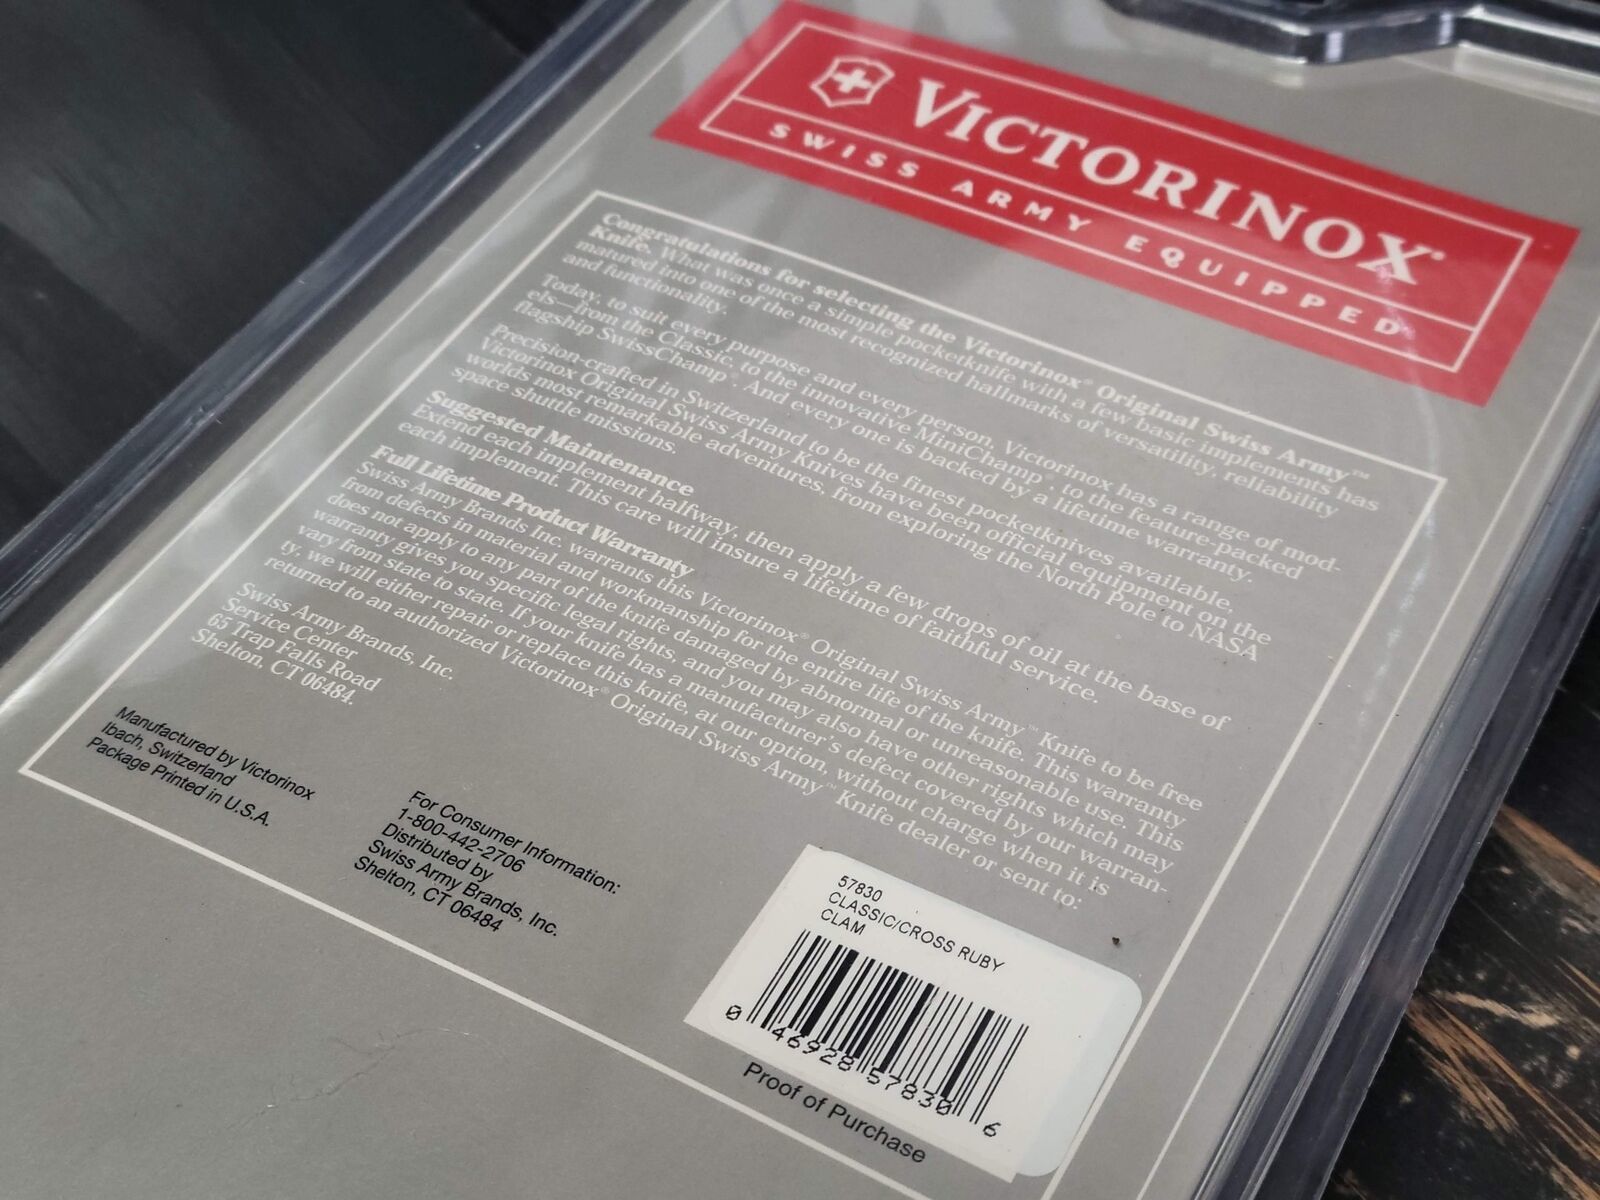 VICTORINOX®
SWISS ARMY EQUIPPED
Congratulations for selecting the Victorinox® Original Swiss Army™
Knife. What was once a simple pocketknife with a few basic implements has
matured into one of the most recognized hallmarks of versatility, reliability
and functionality.
Today, to suit every purpose and every person, Victorinox has a range of mod-
els—from the Classic® to the innovative MiniChamp® to the feature-packed
flagship SwissChamp®. And every one is backed by a lifetime warranty.
Precision-crafted in Switzerland to be the finest pocketknives available,
Victorinox Original Swiss Army Knives have been official equipment on the
worlds most remarkable adventures, from exploring the North Pole to NASA
space shuttle missions.
Suggested Maintenance
Extend each implement halfway, then apply a few drops of oil at the base of
each implement. This care will insure a lifetime of faithful service.
Full Lifetime Product Warranty
Swiss Army Brands Inc. warrants this Victorinox® Original Swiss Army™ Knife to be free
from defects in material and workmanship for the entire life of the knife. This warranty
does not apply to any part of the knife damaged by abnormal or unreasonable use. This
warranty gives you specific legal rights, and you may also have other rights which may
vary from state to state. If your knife has a manufacturer's defect covered by our warran-
ty, we will either repair or replace this knife, at our option, without charge when it is
returned to an authorized Victorinox® Original Swiss Army™ Knife dealer or sent to:
Swiss Army Brands, Inc.
Service Center
65 Trap Falls Road
Shelton, CT 06484.
Manufactured by Victorinox
Ibach, Switzerland
Package Printed in U.S.A.
For Consumer Information:
1-800-442-2706
Distributed by
Swiss Army Brands, Inc.
Shelton, CT 06484
57830
CLASSIC/CROSS RUBY
CLAM
0 46928 57830 6
Proof of Purchase